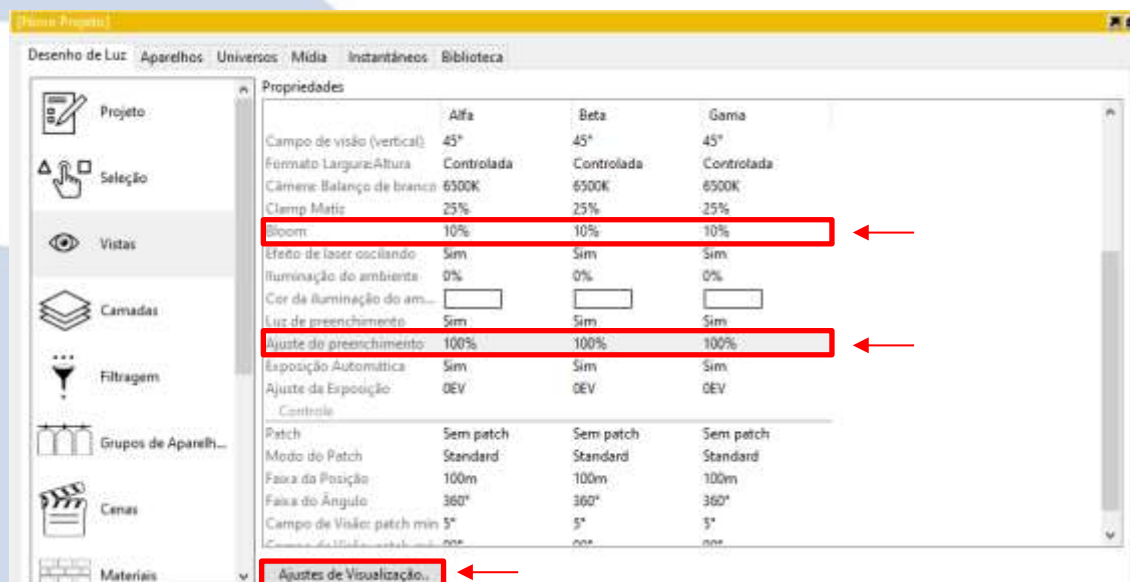 [Novo Projeto]
Desenho de Luz Aparelhos Universos Mídia Instantâneos Biblioteca
Propriedades
Projeto
Seleção
Vistas
Camadas
Filtragem
Grupos de Aparelh...
Cenas
Materiais
Alfa Beta Gama
Campo de visão (vertical) 45° 45° 45°
Formato Largura:Altura Controlada Controlada Controlada
Câmera: Balanço de branco 6500K 6500K 6500K
Clamp Matiz 25% 25% 25%
Bloom 10% 10% 10%
Efeito de laser oscilando Sim Sim Sim
Iluminação do ambiente 0% 0% 0%
Cor da iluminação do am...
Luz de preenchimento Sim Sim Sim
Ajuste do preenchimento 100% 100% 100%
Exposição Automática Sim Sim Sim
Ajuste da Exposição 0EV 0EV 0EV
Controle
Patch Sem patch Sem patch Sem patch
Modo do Patch Standard Standard Standard
Faixa da Posição 100m 100m 100m
Faixa do Ângulo 360° 360° 360°
Campo de Visão: patch min 5° 5° 5°
Ajustes de Visualização..